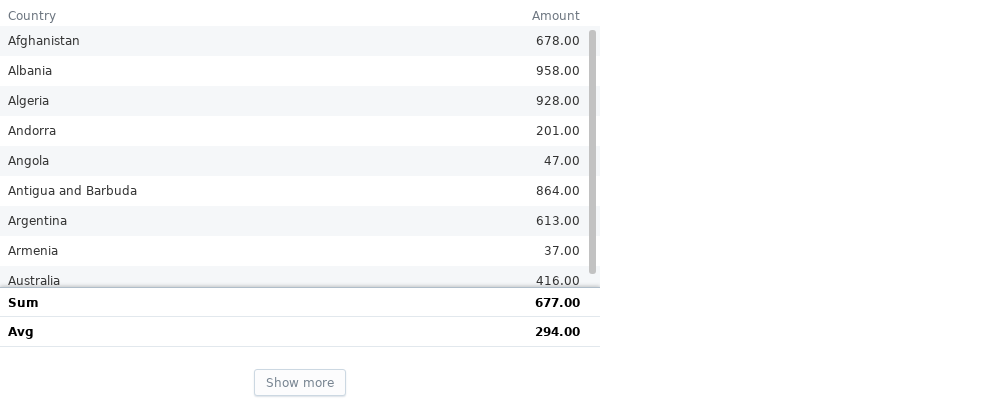 Country Amount
Afghanistan 678.00
Albania 958.00
Algeria 928.00
Andorra 201.00
Angola 47.00
Antigua and Barbuda 864.00
Argentina 613.00
Armenia 37.00
Australia 416.00
Sum 677.00
Avg 294.00
Show more